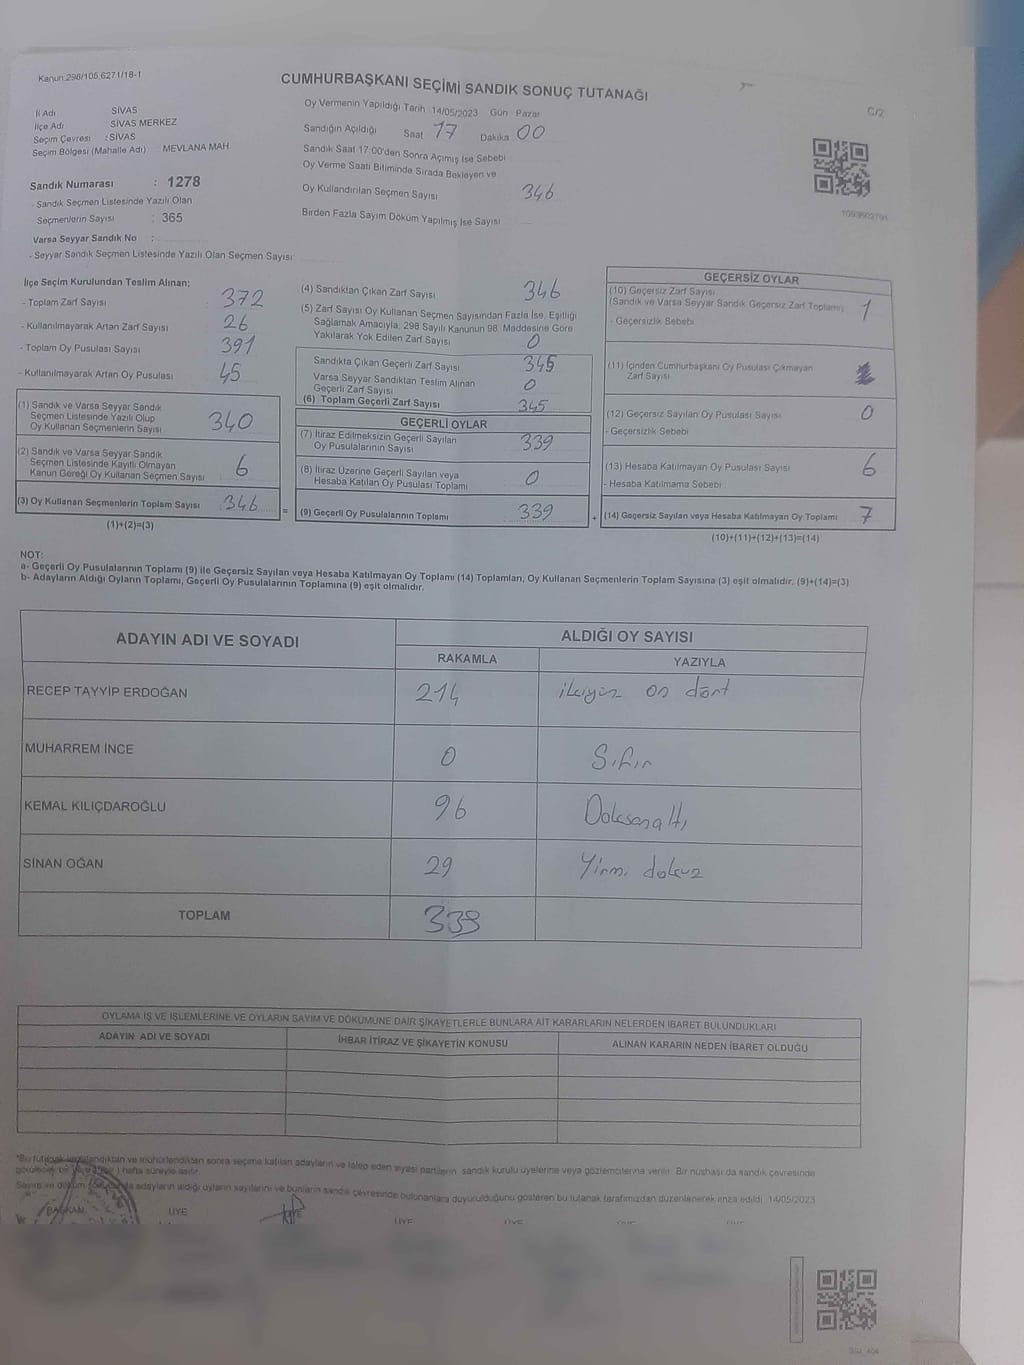 Kanun:298/105,6271/18-1
CUMHURBAŞKANI SEÇİMİ SANDIK SONUÇ TUTANAĞI
C/2
İl Adı SİVAS
İlçe Adı SİVAS MERKEZ
Seçim Çevresi : SİVAS
Seçim Bölgesi (Mahalle Adı) MEVLANA MAH
Sandık Numarası : 1278
- Sandık Seçmen Listesinde Yazılı Olan
Seçmenlerin Sayısı : 365
Varsa Seyyar Sandık No :
- Seyyar Sandık Seçmen Listesinde Yazılı Olan Seçmen Sayısı:
Oy Vermenin Yapıldığı Tarih 14/05/2023 Gün Pazar
Sandığın Açıldığı Saat 17 Dakika 00
Sandık Saat 17:00'den Sonra Açımış İse Sebebi
Oy Verme Saati Bitiminde Sırada Bekleyen ve
Oy Kullandırılan Seçmen Sayısı 346
Birden Fazla Sayım Döküm Yapılmış İse Sayısı
İlçe Seçim Kurulundan Teslim Alınan;
- Toplam Zarf Sayısı : 372
- Kullanılmayarak Artan Zarf Sayısı 26
- Toplam Oy Pusulası Sayısı 391
- Kullanılmayarak Artan Oy Pusulası 45
(1) Sandık ve Varsa Seyyar Sandık
Seçmen Listesinde Yazılı Olup
Oy Kullanan Seçmenlerin Sayısı 340
(2) Sandık ve Varsa Seyyar Sandık
Seçmen Listesinde Kayıtlı Olmayan
Kanun Gereği Oy Kullanan Seçmen Sayısı 6
(3) Oy Kullanan Seçmenlerin Toplam Sayısı 346
(1)+(2)=(3)
=
(4) Sandıktan Çıkan Zarf Sayısı 346
(5) Zarf Sayısı Oy Kullanan Seçmen Sayısından Fazla İse, Eşitliği
Sağlamak Amacıyla; 298 Sayılı Kanunun 98. Maddesine Göre
Yakılarak Yok Edilen Zarf Sayısı 0
Sandıkta Çıkan Geçerli Zarf Sayısı 345
Varsa Seyyar Sandıktan Teslim Alınan
Geçerli Zarf Sayısı 0
(6) Toplam Geçerli Zarf Sayısı 345
GEÇERLİ OYLAR
(7) İtiraz Edilmeksizin Geçerli Sayılan
Oy Pusulalarının Sayısı 339
(8) İtiraz Üzerine Geçerli Sayılan veya
Hesaba Katılan Oy Pusulası Toplamı 0
(9) Geçerli Oy Pusulalarının Toplamı 339
+
GEÇERSİZ OYLAR
(10) Geçersiz Zarf Sayısı
(Sandık ve Varsa Seyyar Sandık Geçersiz Zarf Toplamı) 1
- Geçersizlik Sebebi
(11) İçinden Cumhurbaşkanı Oy Pusulası Çıkmayan
Zarf Sayısı
(12) Geçersiz Sayılan Oy Pusulası Sayısı 0
- Geçersizlik Sebebi
(13) Hesaba Katılmayan Oy Pusulası Sayısı 6
- Hesaba Katılmama Sebebi
(14) Geçersiz Sayılan veya Hesaba Katılmayan Oy Toplamı 7
(10)+(11)+(12)+(13)=(14)
NOT:
a- Geçerli Oy Pusulalarının Toplamı (9) ile Geçersiz Sayılan veya Hesaba Katılmayan Oy Toplamı (14) Toplamları, Oy Kullanan Seçmenlerin Toplam Sayısına (3) eşit olmalıdır. (9)+(14)=(3)
b- Adayların Aldığı Oyların Toplamı, Geçerli Oy Pusulalarının Toplamına (9) eşit olmalıdır.
ADAYIN ADI VE SOYADI ALDIĞI OY SAYISI
RAKAMLA YAZIYLA
RECEP TAYYİP ERDOĞAN 214 ikiyüz on dört
MUHARREM İNCE 0 Sıfır
KEMAL KILIÇDAROĞLU 96 Doksanaltı
SİNAN OĞAN 29 Yirmi dokuz
TOPLAM 339
OYLAMA İŞ VE İŞLEMLERİNE VE OYLARIN SAYIM VE DÖKÜMÜNE DAİR ŞİKAYETLERLE BUNLARA AİT KARARLARIN NELERDEN İBARET BULUNDUKLARI
ADAYIN ADI VE SOYADI İHBAR İTİRAZ VE ŞİKAYETİN KONUSU ALINAN KARARIN NEDEN İBARET OLDUĞU
mühürlendikten sonra seçime katılan adayların ve talep eden siyasi partilerin sandık kurulu üyelerine veya gözlemcilerine verilir. Bir nüshası da sandık çevresinde
hafta süreyle asılır.
Sayım ve döküm adayların aldığı oyların sayılarını ve bunların sandık çevresinde bulunanlara duyurulduğunu gösteren bu tutanak tarafımızdan düzenlenerek imza edildi. 14/05/2023
BAŞKAN ÜYE ÜYE ÜYE